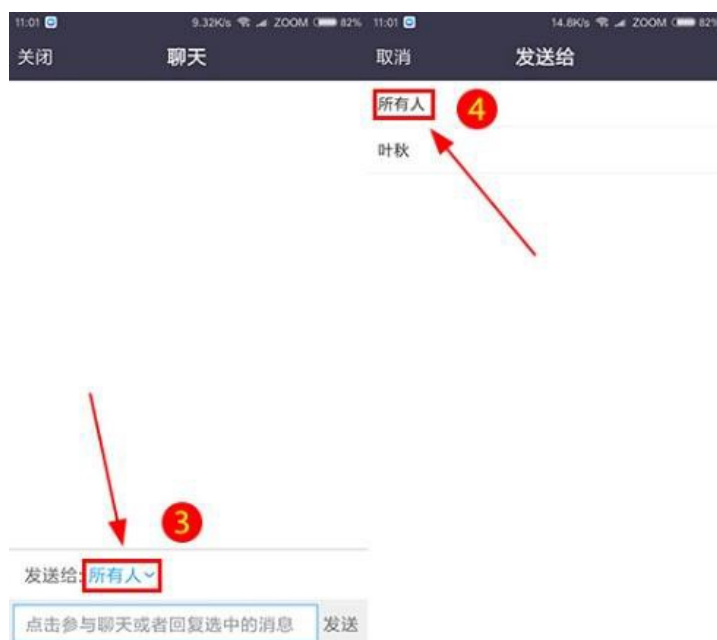 11:01 9.32K/s ZOOM 82%
关闭 聊天
3
发送给:所有人
点击参与聊天或者回复选中的消息 发送
11:01 14.8K/s ZOOM 82%
取消 发送给
所有人 4
叶秋